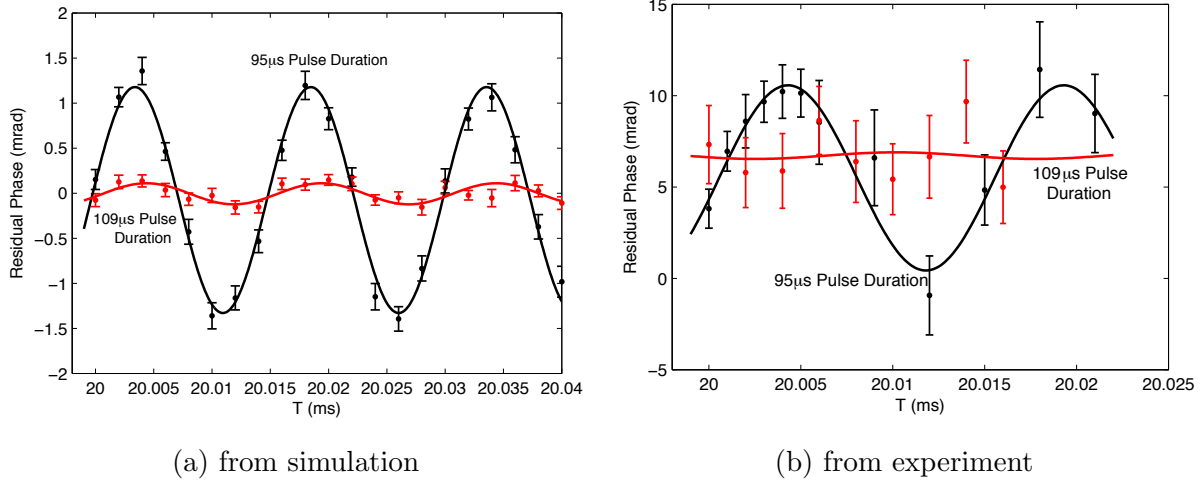 2
1.5
1
0.5
0
−0.5
−1
−1.5
−2
Residual Phase (mrad)
95μs Pulse Duration
109μs Pulse
Duration
20 20.005 20.01 20.015 20.02 20.025 20.03 20.035 20.04
T (ms)
(a) from simulation
15
10
5
0
−5
Residual Phase (mrad)
109μs Pulse
Duration
95μs Pulse Duration
20 20.005 20.01 20.015 20.02 20.025
T (ms)
(b) from experiment